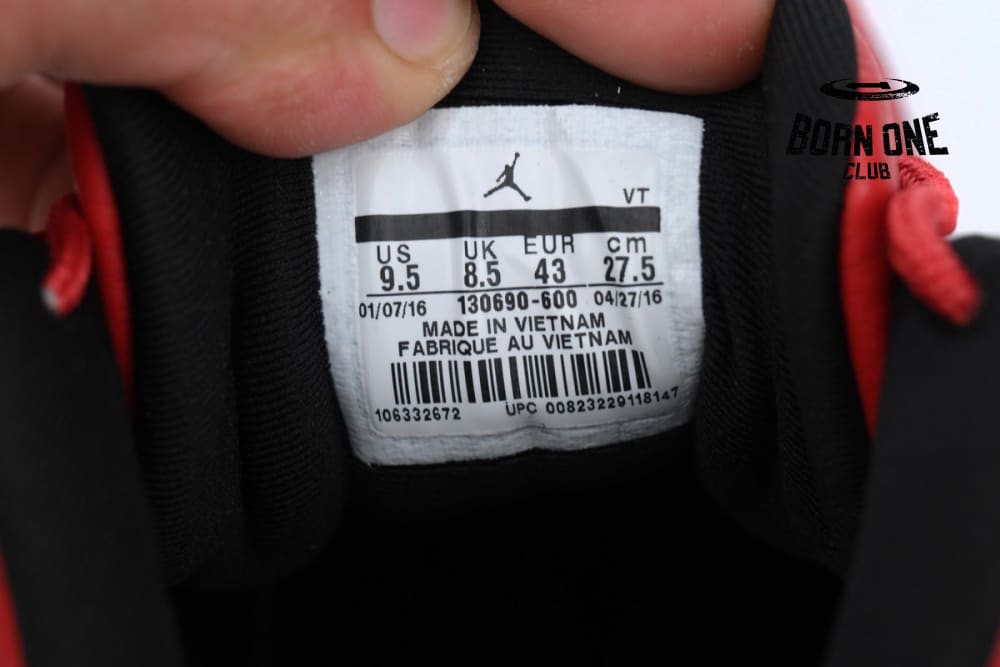 BORN ONE
CLUB
VT
US UK EUR cm
9.5 8.5 43 27.5
01/07/16 130690-600 04/27/16
MADE IN VIETNAM
FABRIQUE AU VIETNAM
106332672 UPC 00823229118147